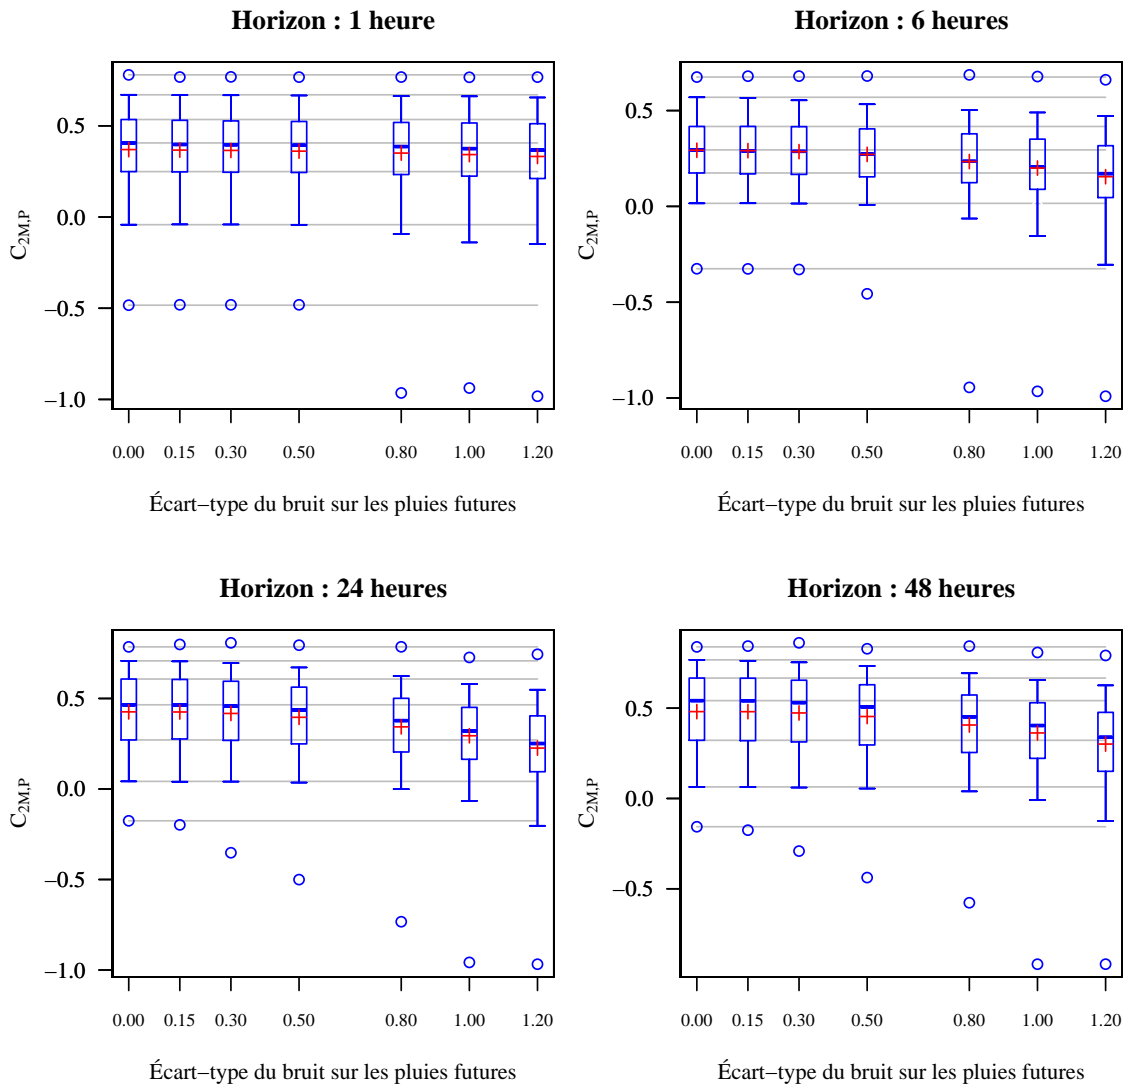 Horizon : 1 heure
C2M,P
0.5
0.0
−0.5
−1.0
0.00 0.15 0.30 0.50 0.80 1.00 1.20
Écart−type du bruit sur les pluies futures
Horizon : 6 heures
C2M,P
0.5
0.0
−0.5
−1.0
0.00 0.15 0.30 0.50 0.80 1.00 1.20
Écart−type du bruit sur les pluies futures
Horizon : 24 heures
C2M,P
0.5
0.0
−0.5
−1.0
0.00 0.15 0.30 0.50 0.80 1.00 1.20
Écart−type du bruit sur les pluies futures
Horizon : 48 heures
C2M,P
0.5
0.0
−0.5
0.00 0.15 0.30 0.50 0.80 1.00 1.20
Écart−type du bruit sur les pluies futures